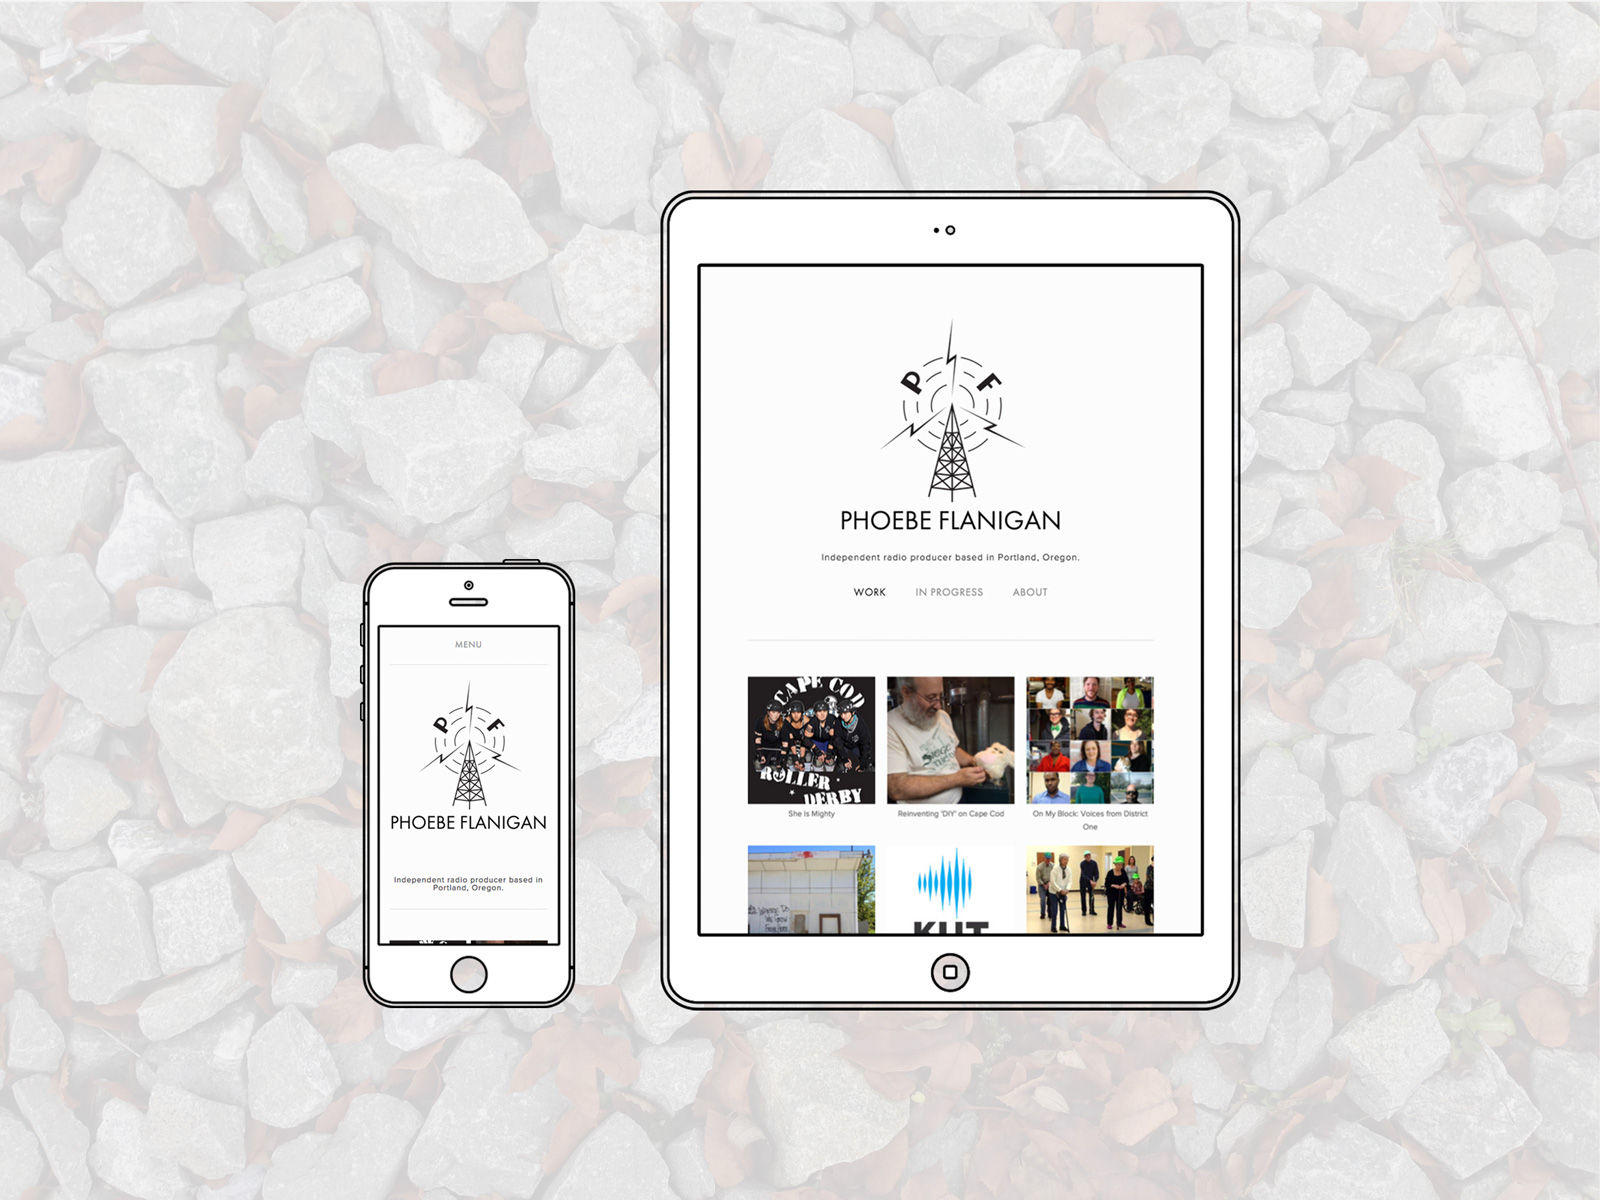 MENU
P F
PHOEBE FLANIGAN
Independent radio producer based in
Portland, Oregon.
P F
PHOEBE FLANIGAN
Independent radio producer based in Portland, Oregon.
WORK IN PROGRESS ABOUT
CAPE COD
ROLLER
DERBY
She Is Mighty
Reinventing 'DIY' on Cape Cod
On My Block: Voices from District
One
KUT